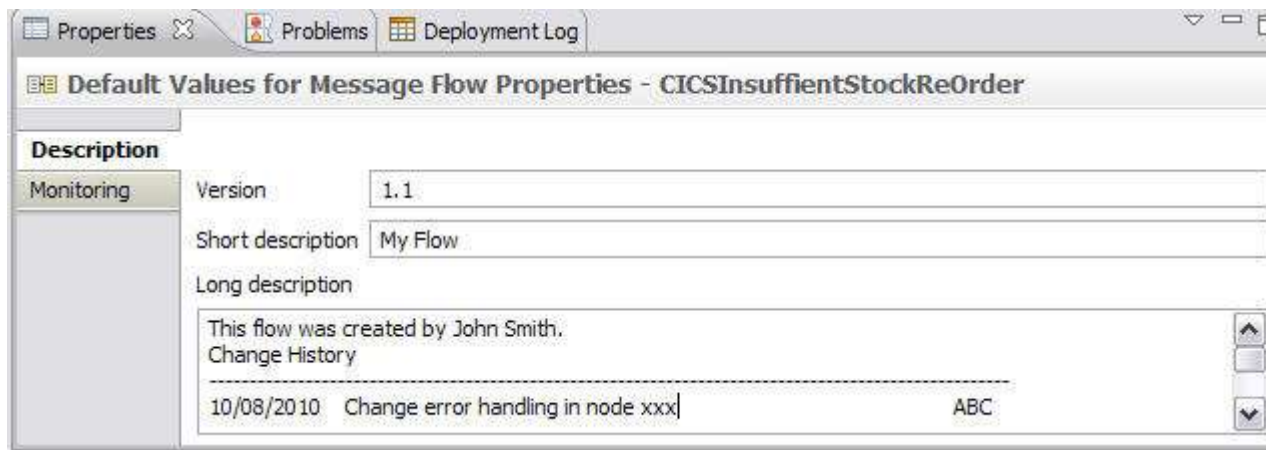 Properties Problems Deployment Log
Default Values for Message Flow Properties - CICSInsuffientStockReOrder
Description
Monitoring
Version 1.1
Short description My Flow
Long description
This flow was created by John Smith.
Change History
--------------------------------------------------------------------------------------------------------
10/08/2010 Change error handling in node xxx ABC